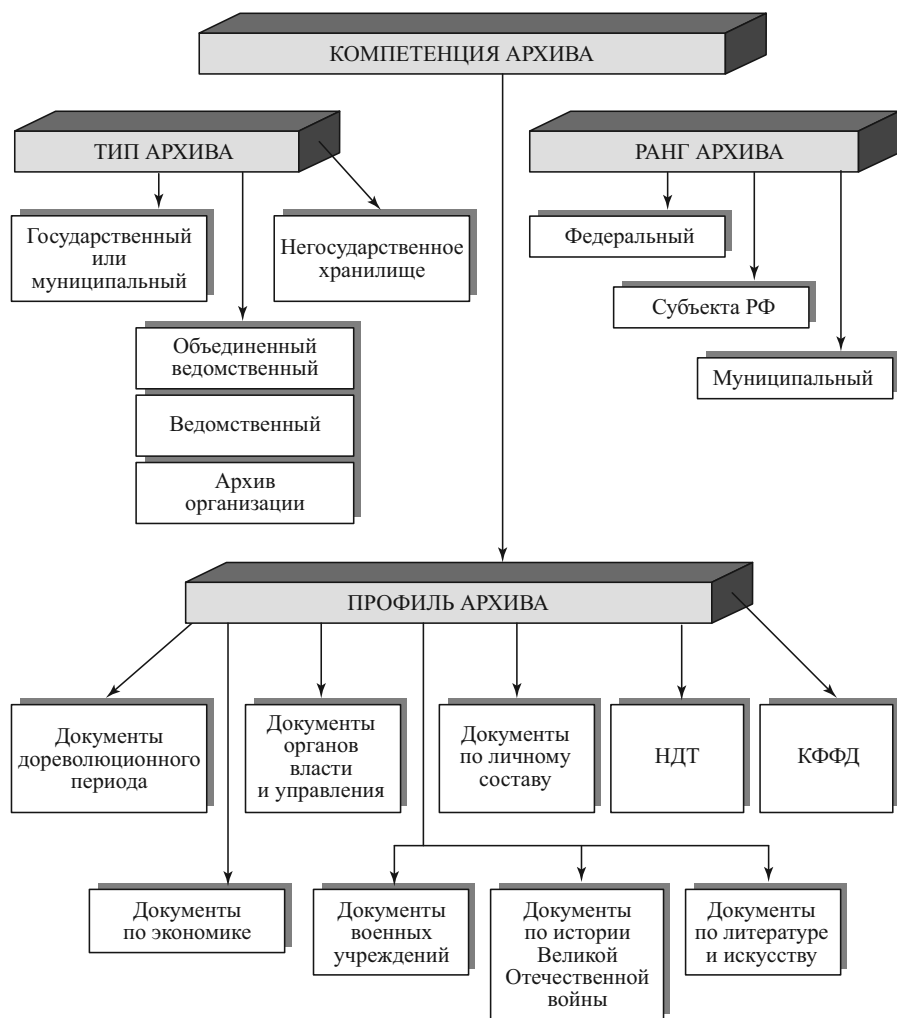 КОМПЕТЕНЦИЯ АРХИВА
ТИП АРХИВА
РАНГ АРХИВА
Государственный
или
муниципальный
Негосударственное
хранилище
Федеральный
Субъекта РФ
Муниципальный
Объединенный
ведомственный
Ведомственный
Архив
организации
ПРОФИЛЬ АРХИВА
Документы
дореволюционного
периода
Документы
органов
власти
и управления
Документы
по личному
составу
НДТ
КФФД
Документы
по экономике
Документы
военных
учреждений
Документы
по истории
Великой
Отечественной
войны
Документы
по литературе
и искусству